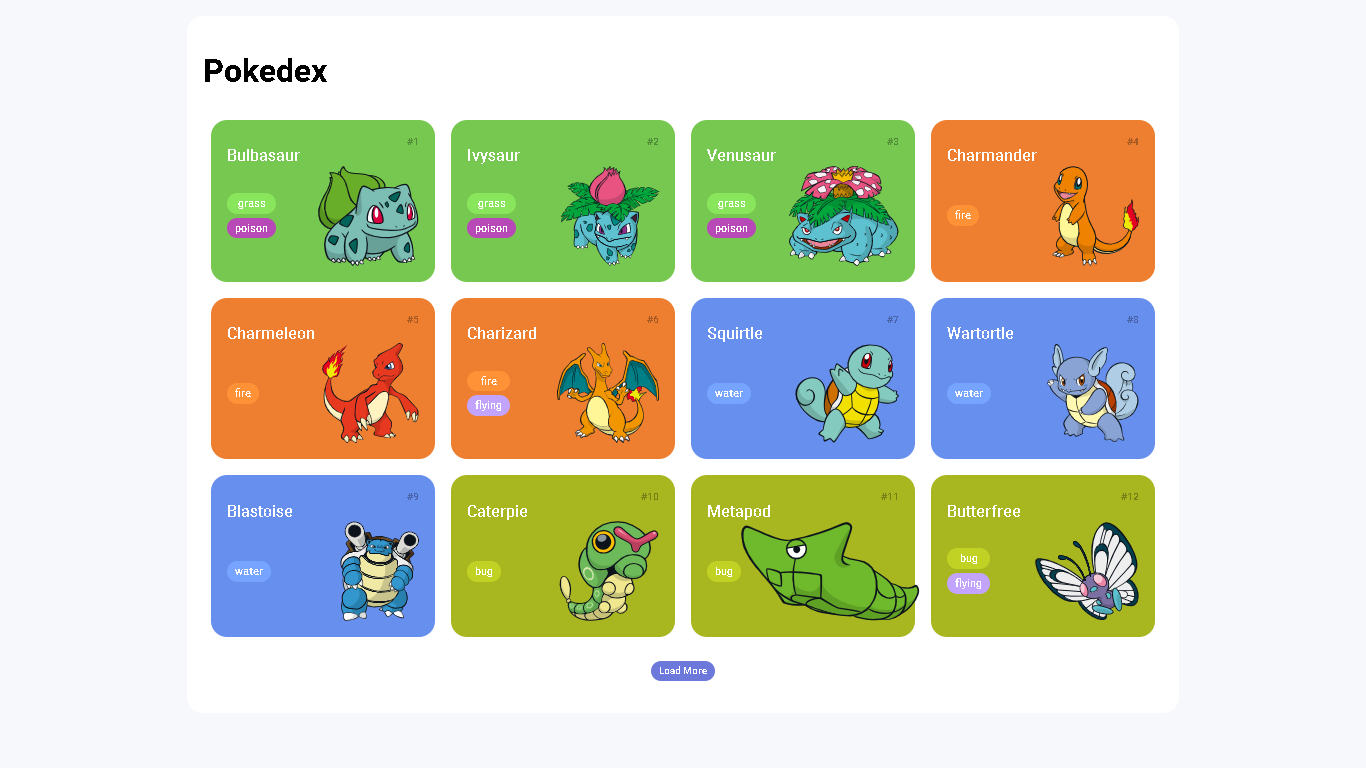 Pokedex
#1
Bulbasaur
grass
poison
#2
Ivysaur
grass
poison
#3
Venusaur
grass
poison
#4
Charmander
fire
#5
Charmeleon
fire
#6
Charizard
fire
flying
#7
Squirtle
water
#8
Wartortle
water
#9
Blastoise
water
#10
Caterpie
bug
#11
Metapod
bug
#12
Butterfree
bug
flying
Load More